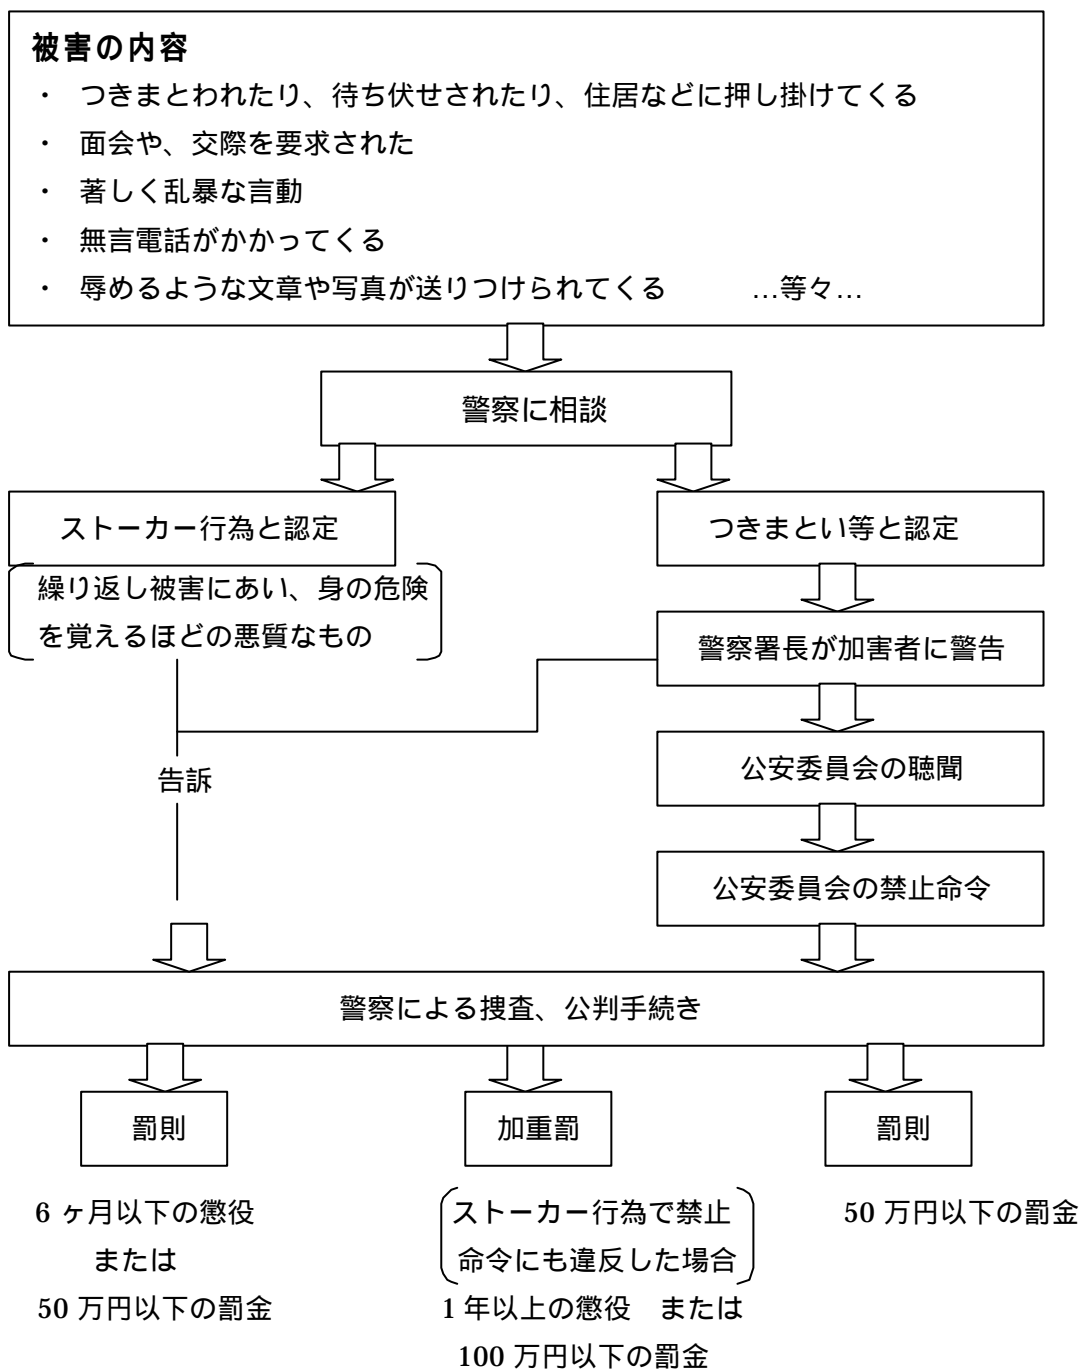 被害の内容
・ つきまとわれたり、待ち伏せされたり、住居などに押し掛けてくる
・ 面会や、交際を要求された
・ 著しく乱暴な言動
・ 無言電話がかかってくる
・ 辱めるような文章や写真が送りつけられてくる …等々…
警察に相談
ストーカー行為と認定
つきまとい等と認定
繰り返し被害にあい、身の危険
を覚えるほどの悪質なもの
警察署長が加害者に警告
公安委員会の聴聞
告訴
公安委員会の禁止命令
警察による捜査、公判手続き
罰則
加重罰
罰則
6 ヶ月以下の懲役
または
50 万円以下の罰金
ストーカー行為で禁止
命令にも違反した場合
1 年以上の懲役 または
100 万円以下の罰金
50 万円以下の罰金